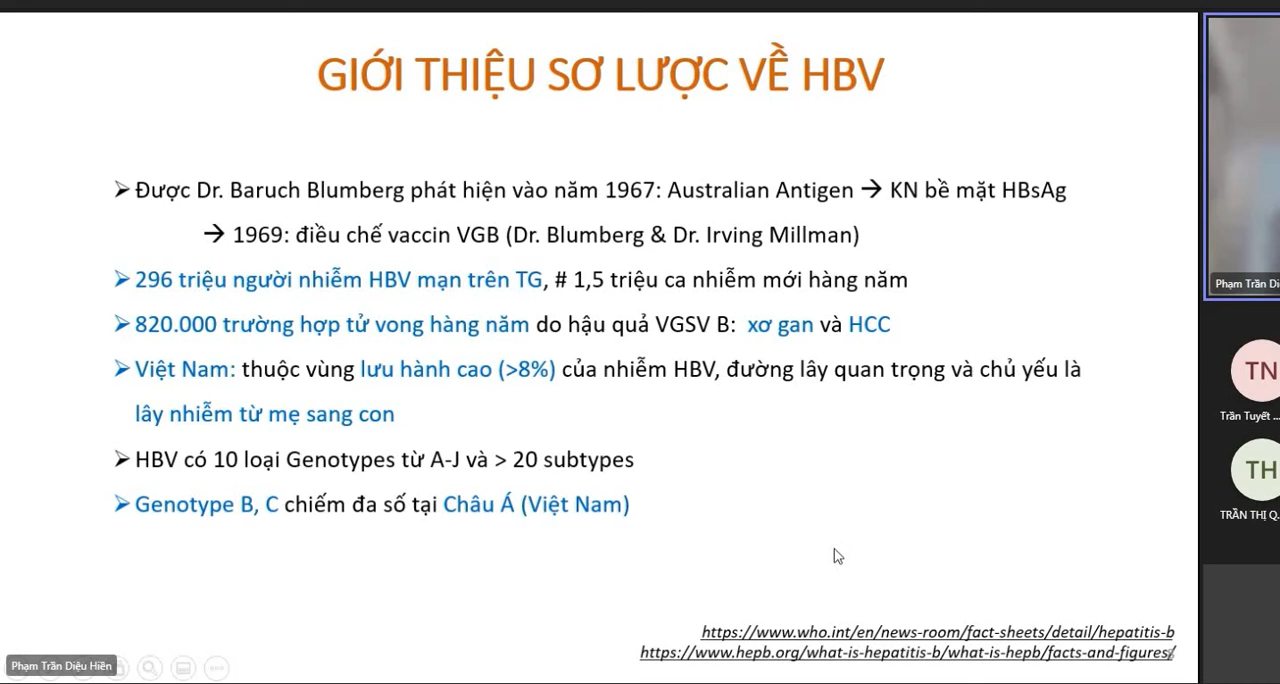 GIỚI THIỆU SƠ LƯỢC VỀ HBV
➢ Được Dr. Baruch Blumberg phát hiện vào năm 1967: Australian Antigen → KN bề mặt HBsAg
→ 1969: điều chế vaccin VGB (Dr. Blumberg & Dr. Irving Millman)
➢ 296 triệu người nhiễm HBV mạn trên TG, # 1,5 triệu ca nhiễm mới hàng năm
➢ 820.000 trường hợp tử vong hàng năm do hậu quả VGSV B: xơ gan và HCC
➢ Việt Nam: thuộc vùng lưu hành cao (>8%) của nhiễm HBV, đường lây quan trọng và chủ yếu là
lây nhiễm từ mẹ sang con
➢ HBV có 10 loại Genotypes từ A-J và > 20 subtypes
➢ Genotype B, C chiếm đa số tại Châu Á (Việt Nam)
https://www.who.int/en/news-room/fact-sheets/detail/hepatitis-b
https://www.hepb.org/what-is-hepatitis-b/what-is-hepb/facts-and-figures/
Phạm Trần Diệu Hiền
Phạm Trần Di
TN
Trần Tuyết ...
TH
TRẦN THỊ Q...